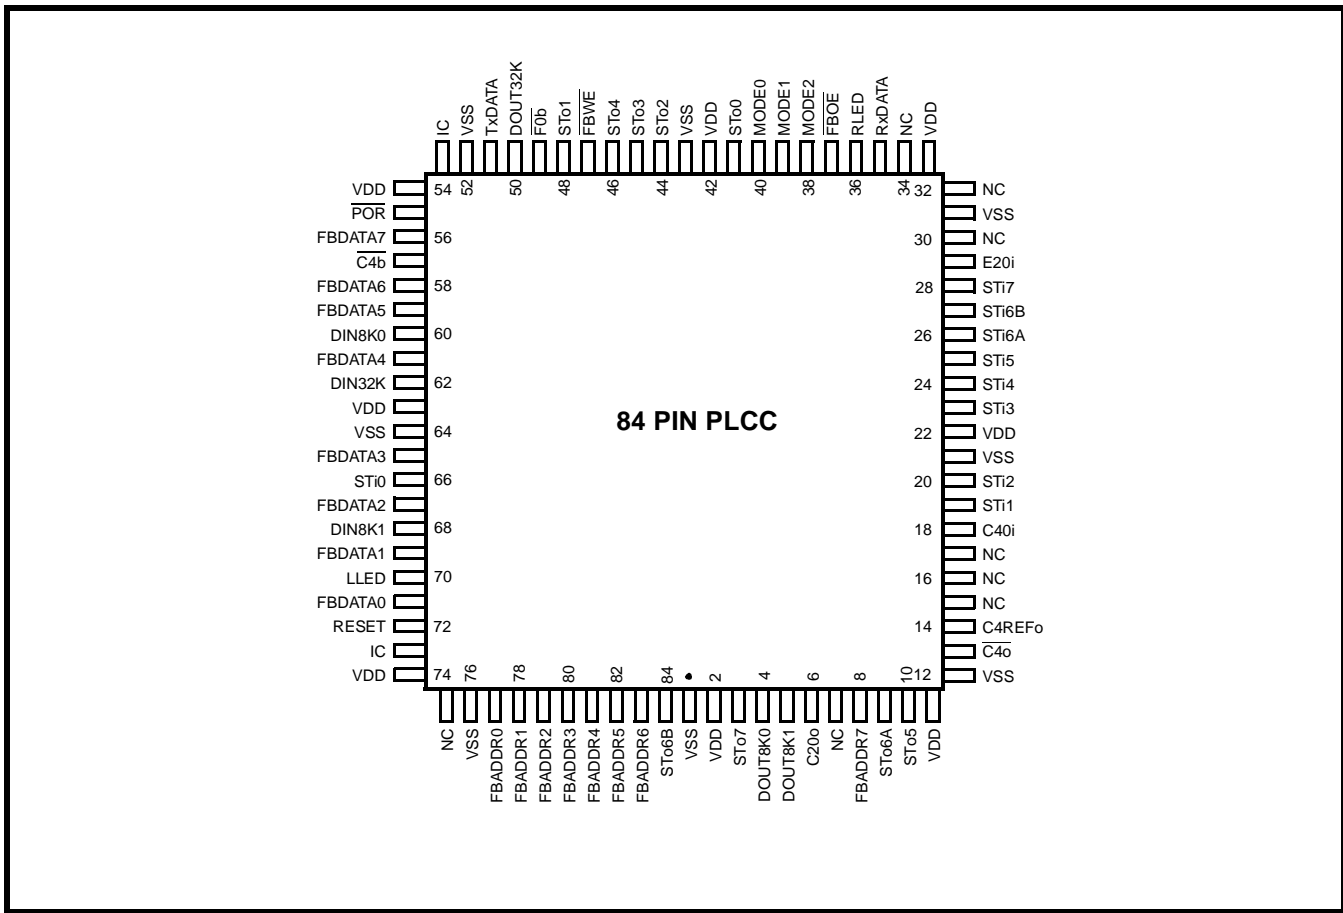 IC
VSS
TxDATA
DOUT32K
F̅0̅b̅
STo1
F̅B̅W̅E̅
STo4
STo3
STo2
VSS
VDD
STo0
MODE0
MODE1
MODE2
F̅B̅O̅E̅
RLED
RxDATA
NC
VDD
54 52 50 48 46 44 42 40 38 36 34 32
VDD
P̅O̅R̅
FBDATA7 56
C̅4̅b̅
FBDATA6 58
FBDATA5
DIN8K0 60
FBDATA4
DIN32K 62
VDD
VSS 64
FBDATA3
STi0 66
FBDATA2
DIN8K1 68
FBDATA1
LLED 70
FBDATA0
RESET 72
IC
VDD 74
84 PIN PLCC
NC
VSS
30 NC
E20i
28 STi7
STi6B
26 STi6A
STi5
24 STi4
STi3
22 VDD
VSS
20 STi2
STi1
18 C40i
NC
16 NC
NC
14 C4REFo
C̅4̅o̅
12 VSS
76 78 80 82 84 • 2 4 6 8 10
NC
VSS
FBADDR0
FBADDR1
FBADDR2
FBADDR3
FBADDR4
FBADDR5
FBADDR6
STo6B
VSS
VDD
STo7
DOUT8K0
DOUT8K1
C20o
NC
FBADDR7
STo6A
STo5
VDD